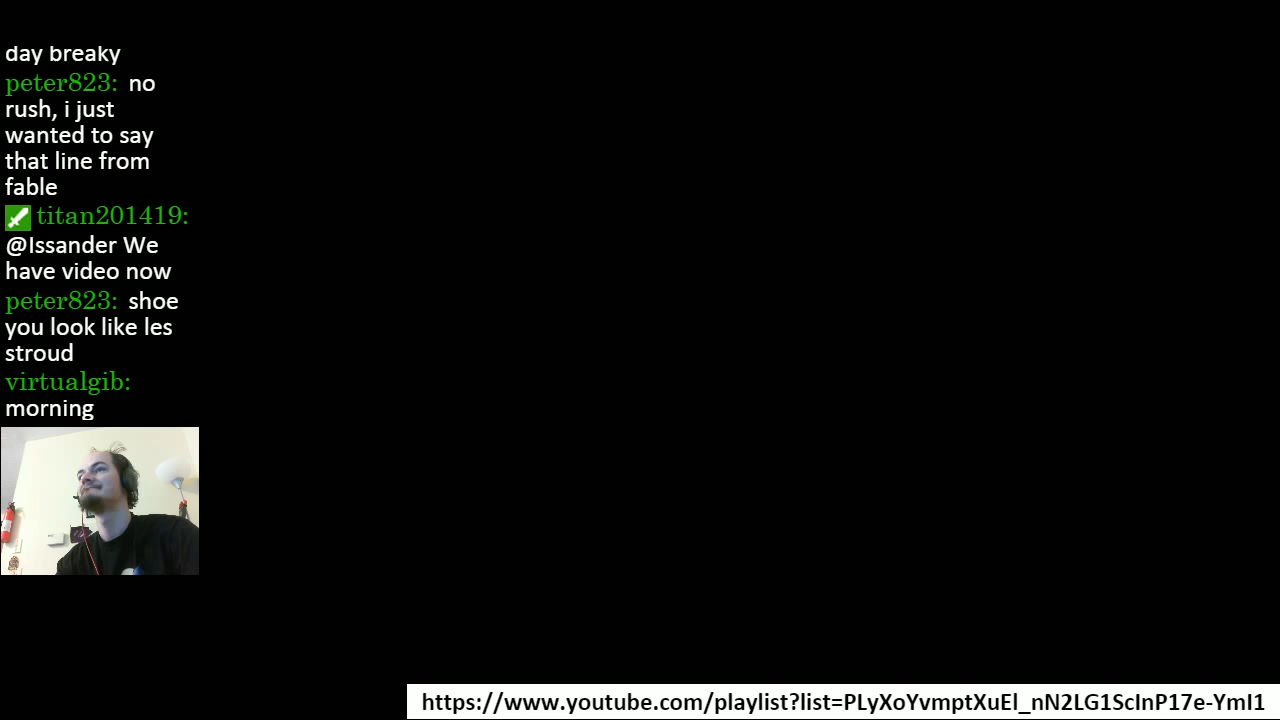 day breaky
peter823: no
rush, i just
wanted to say
that line from
fable
titan201419:
@Issander We
have video now
peter823: shoe
you look like les
stroud
virtualgib:
morning
https://www.youtube.com/playlist?list=PLyXoYvmptXuEl_nN2LG1ScInP17e-YmI1